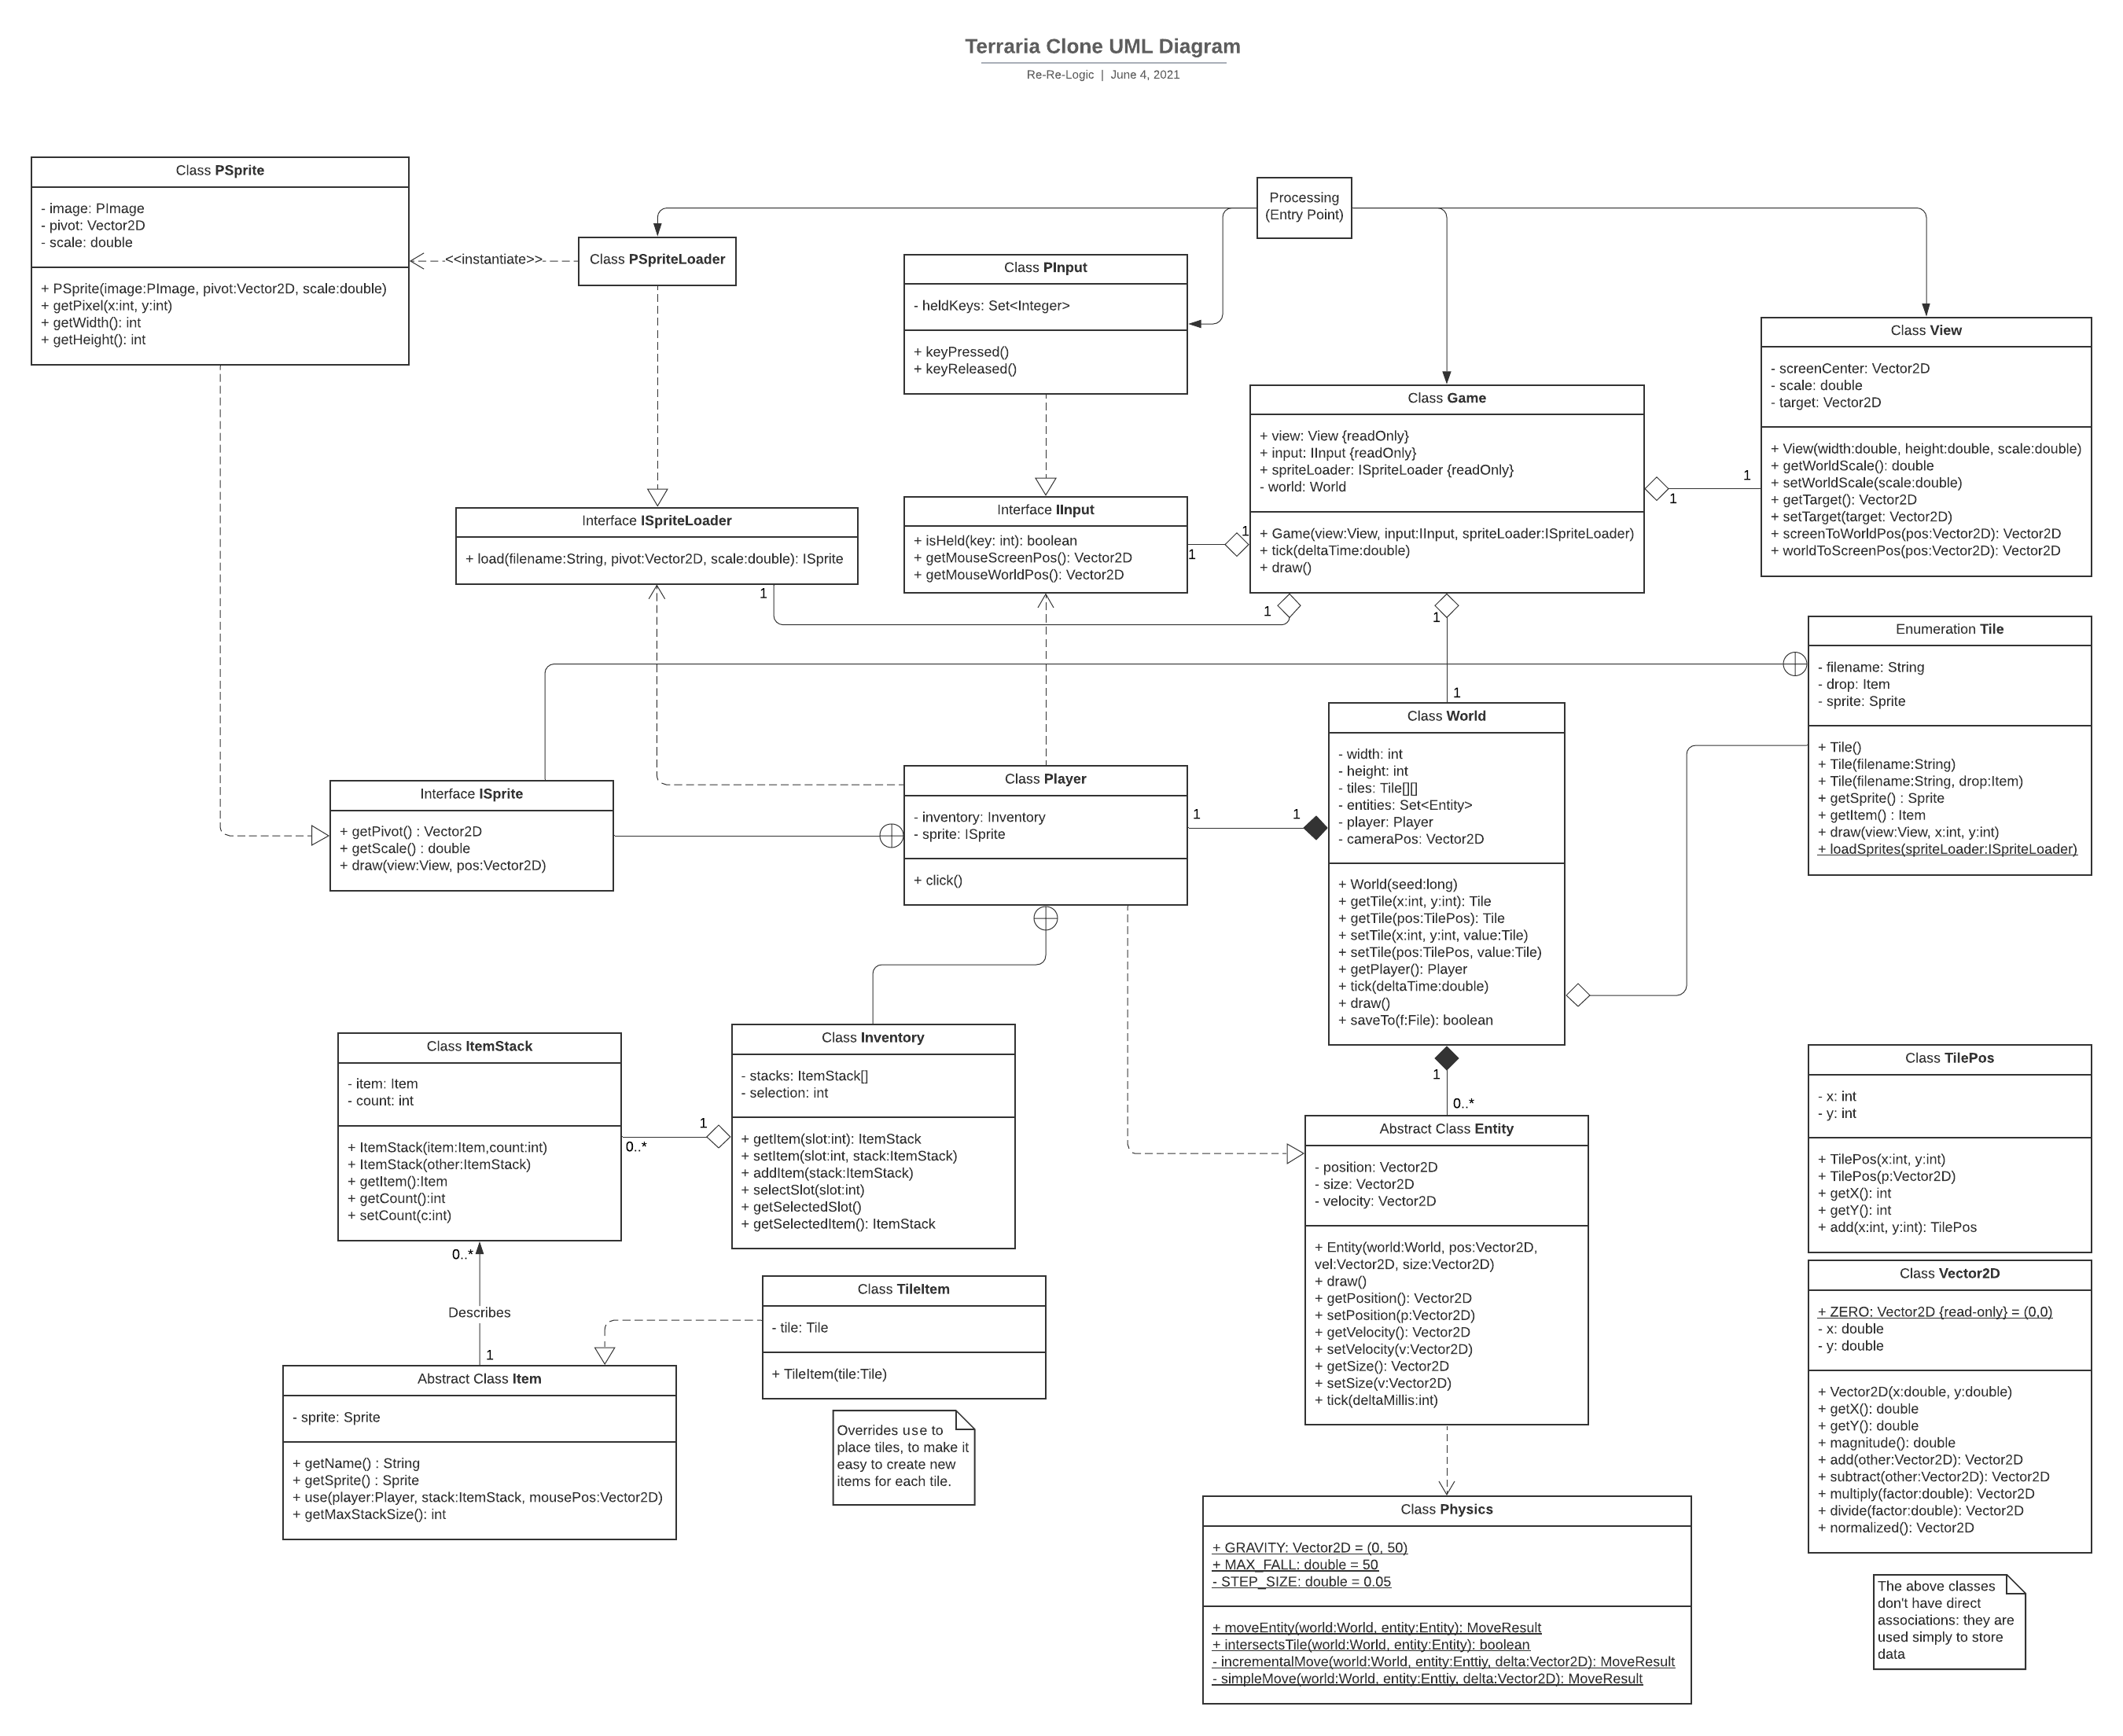 Terraria Clone UML Diagram
Re-Re-Logic | June 4, 2021
Class PSprite
- image: PImage
- pivot: Vector2D
- scale: double
+ PSprite(image:PImage, pivot:Vector2D, scale:double)
+ getPixel(x:int, y:int)
+ getWidth(): int
+ getHeight(): int
<<instantiate>>
Class PSpriteLoader
Processing
(Entry Point)
Class PInput
- heldKeys: Set<Integer>
+ keyPressed()
+ keyReleased()
Class View
- screenCenter: Vector2D
- scale: double
- target: Vector2D
+ View(width:double, height:double, scale:double)
+ getWorldScale(): double
+ setWorldScale(scale:double)
+ getTarget(): Vector2D
+ setTarget(target: Vector2D)
+ screenToWorldPos(pos:Vector2D): Vector2D
+ worldToScreenPos(pos:Vector2D): Vector2D
Class Game
+ view: View {readOnly}
+ input: IInput {readOnly}
+ spriteLoader: ISpriteLoader {readOnly}
- world: World
+ Game(view:View, input:IInput, spriteLoader:ISpriteLoader)
+ tick(deltaTime:double)
+ draw()
1
1
Interface ISpriteLoader
+ load(filename:String, pivot:Vector2D, scale:double): ISprite
Interface IInput
+ isHeld(key: int): boolean
+ getMouseScreenPos(): Vector2D
+ getMouseWorldPos(): Vector2D
1
1
1
1
1
1
Enumeration Tile
- filename: String
- drop: Item
- sprite: Sprite
+ Tile()
+ Tile(filename:String)
+ Tile(filename:String, drop:Item)
+ getSprite() : Sprite
+ getItem() : Item
+ draw(view:View, x:int, y:int)
+ loadSprites(spriteLoader:ISpriteLoader)
Class World
- width: int
- height: int
- tiles: Tile[][]
- entities: Set<Entity>
- player: Player
- cameraPos: Vector2D
+ World(seed:long)
+ getTile(x:int, y:int): Tile
+ getTile(pos:TilePos): Tile
+ setTile(x:int, y:int, value:Tile)
+ setTile(pos:TilePos, value:Tile)
+ getPlayer(): Player
+ tick(deltaTime:double)
+ draw()
+ saveTo(f:File): boolean
Interface ISprite
+ getPivot() : Vector2D
+ getScale() : double
+ draw(view:View, pos:Vector2D)
Class Player
- inventory: Inventory
- sprite: ISprite
+ click()
1
1
Class ItemStack
- item: Item
- count: int
+ ItemStack(item:Item,count:int)
+ ItemStack(other:ItemStack)
+ getItem():Item
+ getCount():int
+ setCount(c:int)
Class Inventory
- stacks: ItemStack[]
- selection: int
+ getItem(slot:int): ItemStack
+ setItem(slot:int, stack:ItemStack)
+ addItem(stack:ItemStack)
+ selectSlot(slot:int)
+ getSelectedSlot()
+ getSelectedItem(): ItemStack
1
0..*
1
0..*
Abstract Class Entity
- position: Vector2D
- size: Vector2D
- velocity: Vector2D
+ Entity(world:World, pos:Vector2D,
vel:Vector2D, size:Vector2D)
+ draw()
+ getPosition(): Vector2D
+ setPosition(p:Vector2D)
+ getVelocity(): Vector2D
+ setVelocity(v:Vector2D)
+ getSize(): Vector2D
+ setSize(v:Vector2D)
+ tick(deltaMillis:int)
Class TilePos
- x: int
- y: int
+ TilePos(x:int, y:int)
+ TilePos(p:Vector2D)
+ getX(): int
+ getY(): int
+ add(x:int, y:int): TilePos
0..*
Describes
1
Class TileItem
- tile: Tile
+ TileItem(tile:Tile)
Class Vector2D
+ ZERO: Vector2D {read-only} = (0,0)
- x: double
- y: double
+ Vector2D(x:double, y:double)
+ getX(): double
+ getY(): double
+ magnitude(): double
+ add(other:Vector2D): Vector2D
+ subtract(other:Vector2D): Vector2D
+ multiply(factor:double): Vector2D
+ divide(factor:double): Vector2D
+ normalized(): Vector2D
Abstract Class Item
- sprite: Sprite
+ getName() : String
+ getSprite() : Sprite
+ use(player:Player, stack:ItemStack, mousePos:Vector2D)
+ getMaxStackSize(): int
Overrides use to
place tiles, to make it
easy to create new
items for each tile.
Class Physics
+ GRAVITY: Vector2D = (0, 50)
+ MAX_FALL: double = 50
- STEP_SIZE: double = 0.05
+ moveEntity(world:World, entity:Entity): MoveResult
+ intersectsTile(world:World, entity:Entity): boolean
- incrementalMove(world:World, entity:Enttiy, delta:Vector2D): MoveResult
- simpleMove(world:World, entity:Enttiy, delta:Vector2D): MoveResult
The above classes
don't have direct
associations: they are
used simply to store
data